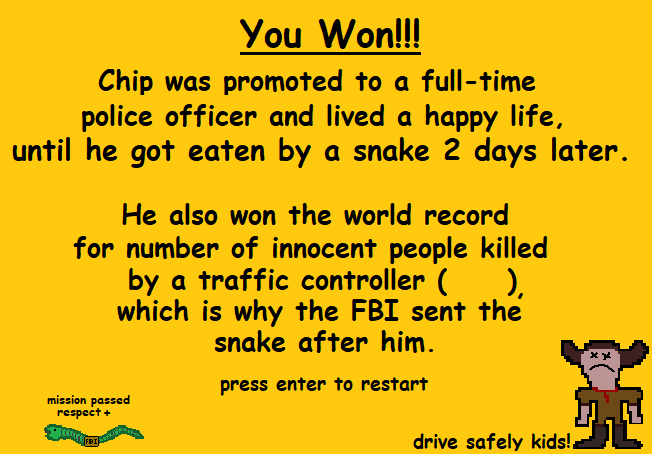 You Won!!!
Chip was promoted to a full-time
police officer and lived a happy life,
until he got eaten by a snake 2 days later.
He also won the world record
for number of innocent people killed
by a traffic controller (    ),
which is why the FBI sent the
snake after him.
press enter to restart
mission passed
respect +
FBI
drive safely kids!